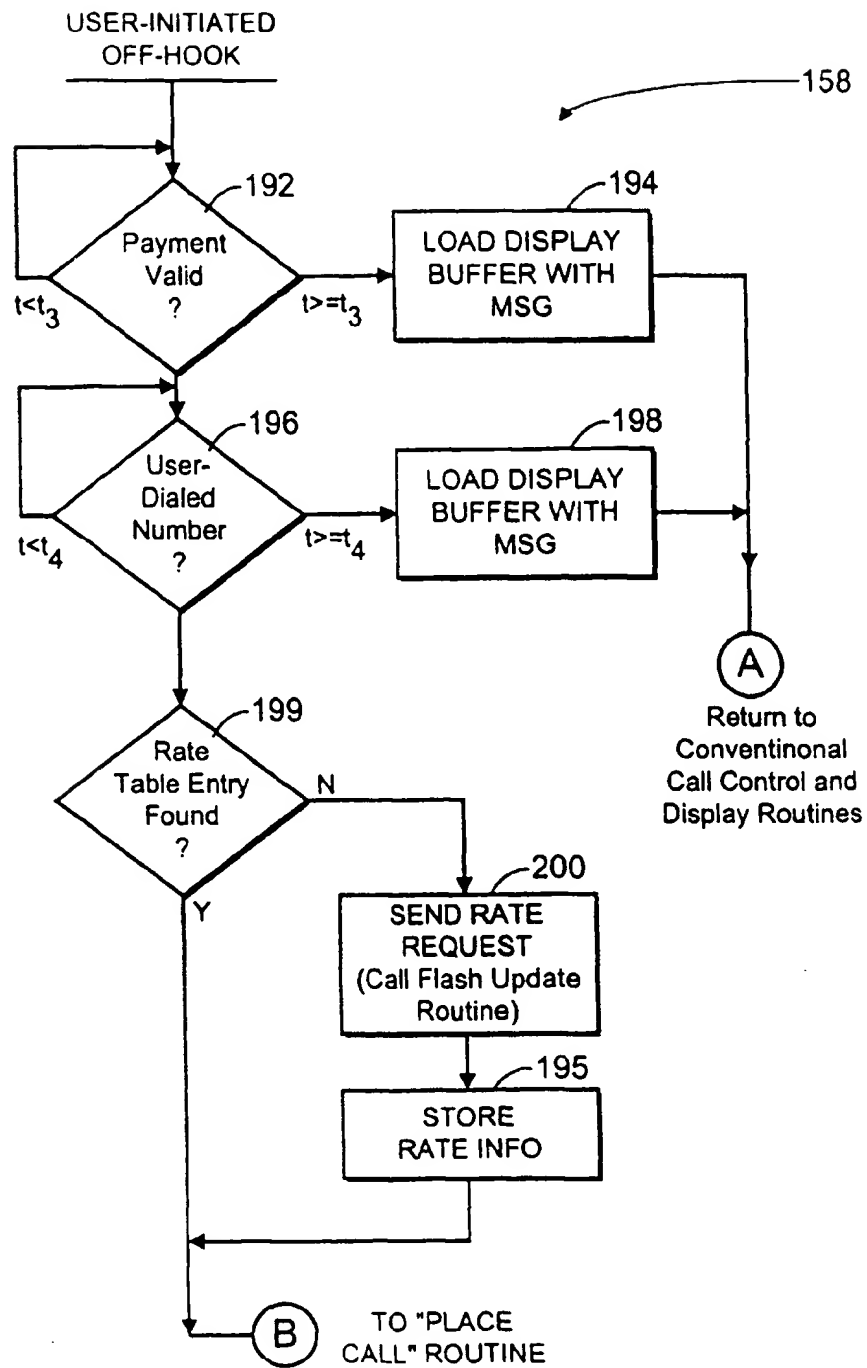 USER-INITIATED
OFF-HOOK
158
192
Payment
Valid
?
t<t3
t>=t3
194
LOAD DISPLAY
BUFFER WITH
MSG
196
User-
Dialed
Number
?
t<t4
t>=t4
198
LOAD DISPLAY
BUFFER WITH
MSG
A
Return to
Conventinonal
Call Control and
Display Routines
199
Rate
Table Entry
Found
?
N
Y
200
SEND RATE
REQUEST
(Call Flash Update
Routine)
195
STORE
RATE INFO
B
TO "PLACE
CALL" ROUTINE